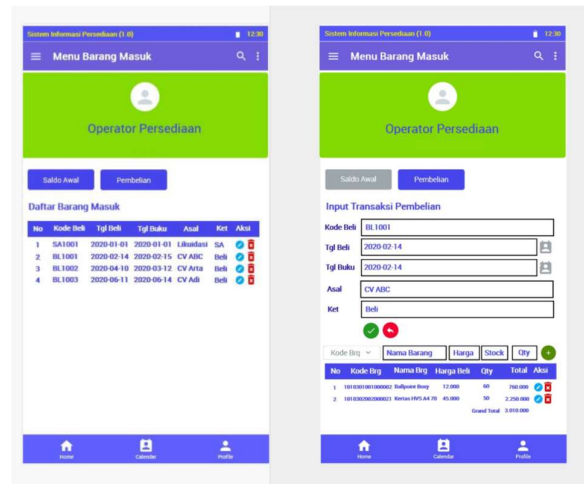 Sistem Informasi Persediaan (1.0) 12:30
Menu Barang Masuk
Operator Persediaan
Saldo Awal Pembelian
Daftar Barang Masuk
No Kode Beli Tgl Beli Tgl Buku Asal Ket Aksi
1 SA1001 2020-01-01 2020-01-01 Likuidasi SA
2 BL1001 2020-02-14 2020-02-15 CV ABC Beli
3 BL1002 2020-04-10 2020-03-12 CV Arta Beli
4 BL1003 2020-06-11 2020-06-14 CV Adi Beli
Home Calendar Profile
Sistem Informasi Persediaan (1.0) 12:30
Menu Barang Masuk
Operator Persediaan
Saldo Awal Pembelian
Input Transaksi Pembelian
Kode Beli BL1001
Tgl Beli 2020-02-14
Tgl Buku 2020-02-14
Asal CV ABC
Ket Beli
Kode Brg Nama Barang Harga Stock Qty +
No Kode Brg Nama Brg Harga Beli Qty Total Aksi
1 Ballpoint Boxy 12.000 60 760.000
2 Kertas HVS A4 70 45.000 50 2.250.000
Grand Total 3.010.000
Home Calendar Profile